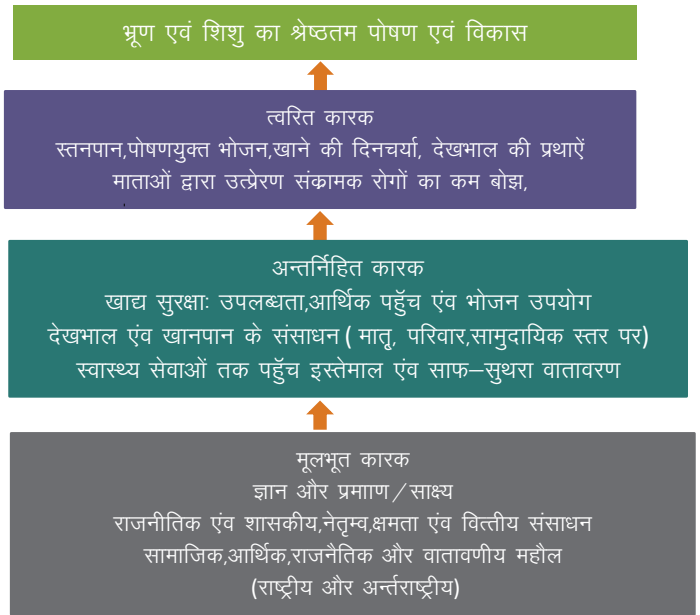 भ्रूण एवं शिशु का श्रेष्ठतम पोषण एवं विकास
त्वरित कारक
स्तनपान,पोषणयुक्त भोजन,खाने की दिनचर्या, देखभाल की प्रथाऐं
माताओं द्वारा उत्प्रेरण संक्रामक रोगों का कम बोझ,
अन्तर्निहित कारक
खाद्य सुरक्षाः उपलब्धता,आर्थिक पहुँच एंव भोजन उपयोग
देखभाल एंव खानपान के संसाधन ( मातृ, परिवार,सामुदायिक स्तर पर)
स्वास्थ्य सेवाओं तक पहुँच इस्तेमाल एंव साफ–सुथरा वातावरण
मूलभूत कारक
ज्ञान और प्रमााण/साक्ष्य
राजनीतिक एंव शासकीय,नेतृम्व,क्षमता एंव वित्तीय संसाधन
सामाजिक,आर्थिक,राजनैतिक और वातावणीय महौल
(राष्ट्रीय और अर्न्तराष्ट्रीय)